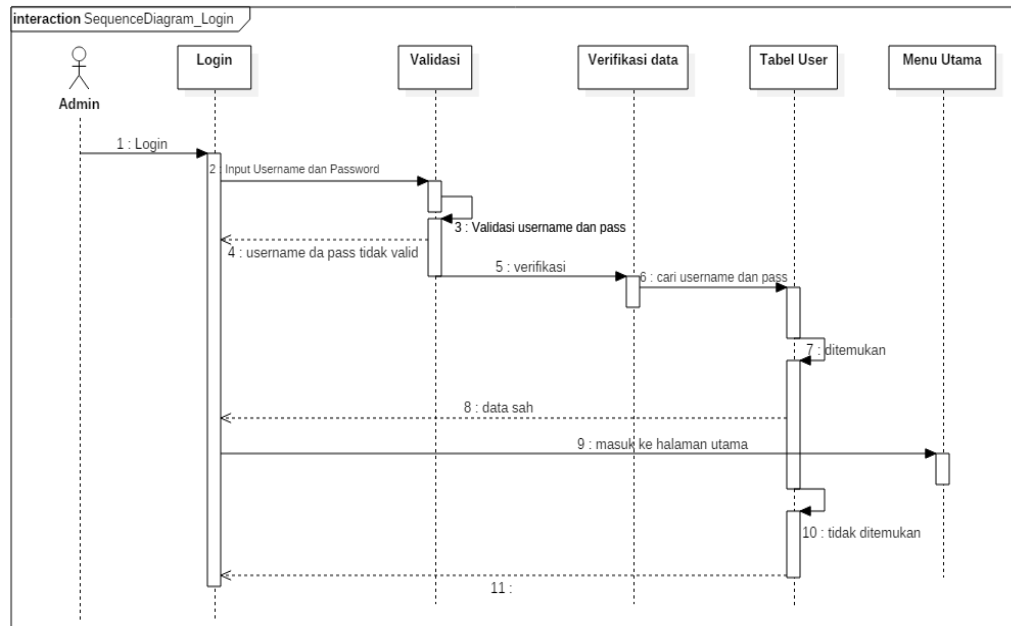 interaction SequenceDiagram_Login
Login
Validasi
Verifikasi data
Tabel User
Menu Utama
Admin
1 : Login
2 : Input Username dan Password
3 : Validasi username dan pass
4 : username da pass tidak valid
5 : verifikasi
6 : cari username dan pass
7 : ditemukan
8 : data sah
9 : masuk ke halaman utama
10 : tidak ditemukan
11 :